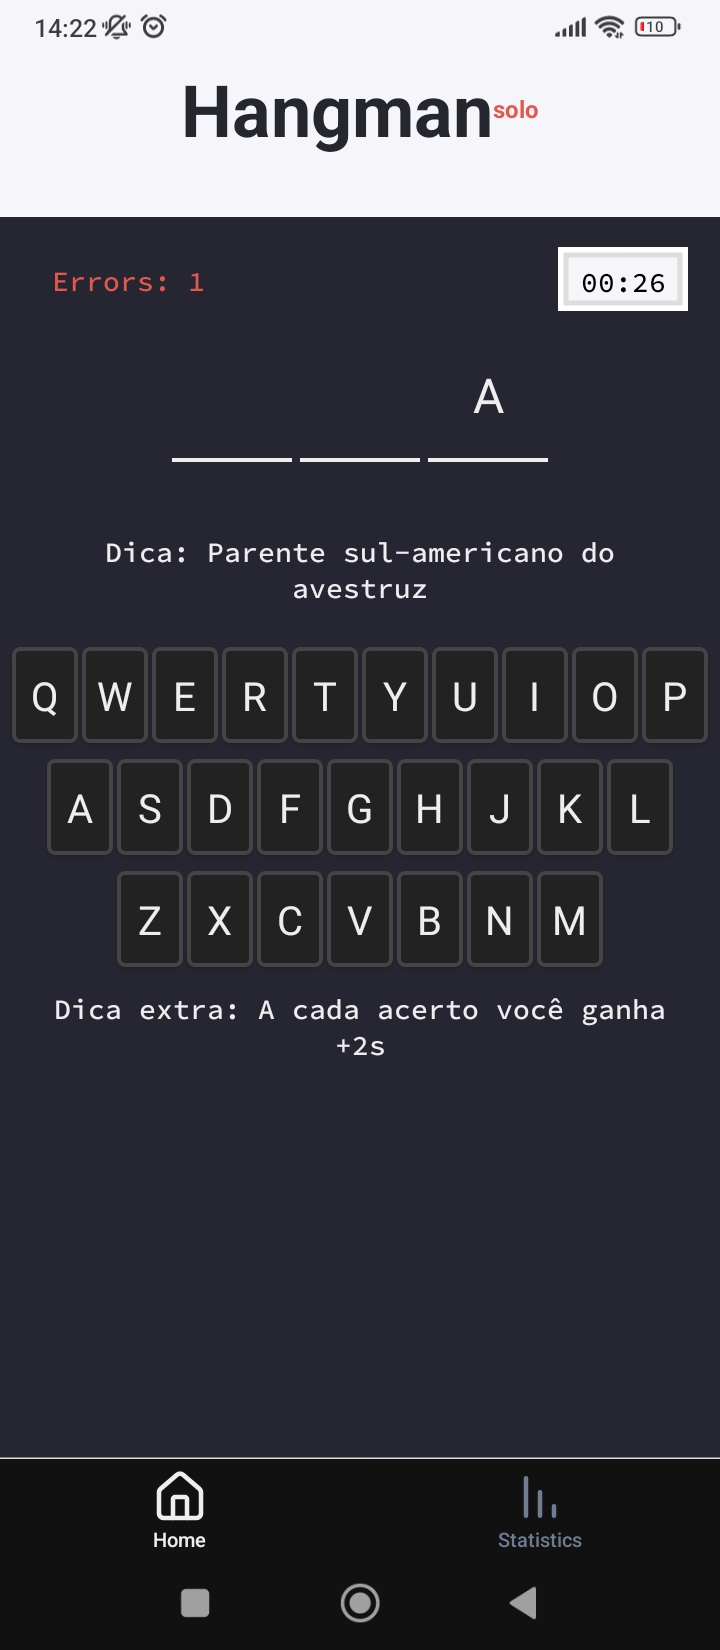 14:22 10
Hangman solo
Errors: 1 00:26
A
Dica: Parente sul-americano do
avestruz
Q W E R T Y U I O P
A S D F G H J K L
Z X C V B N M
Dica extra: A cada acerto você ganha
+2s
Home Statistics